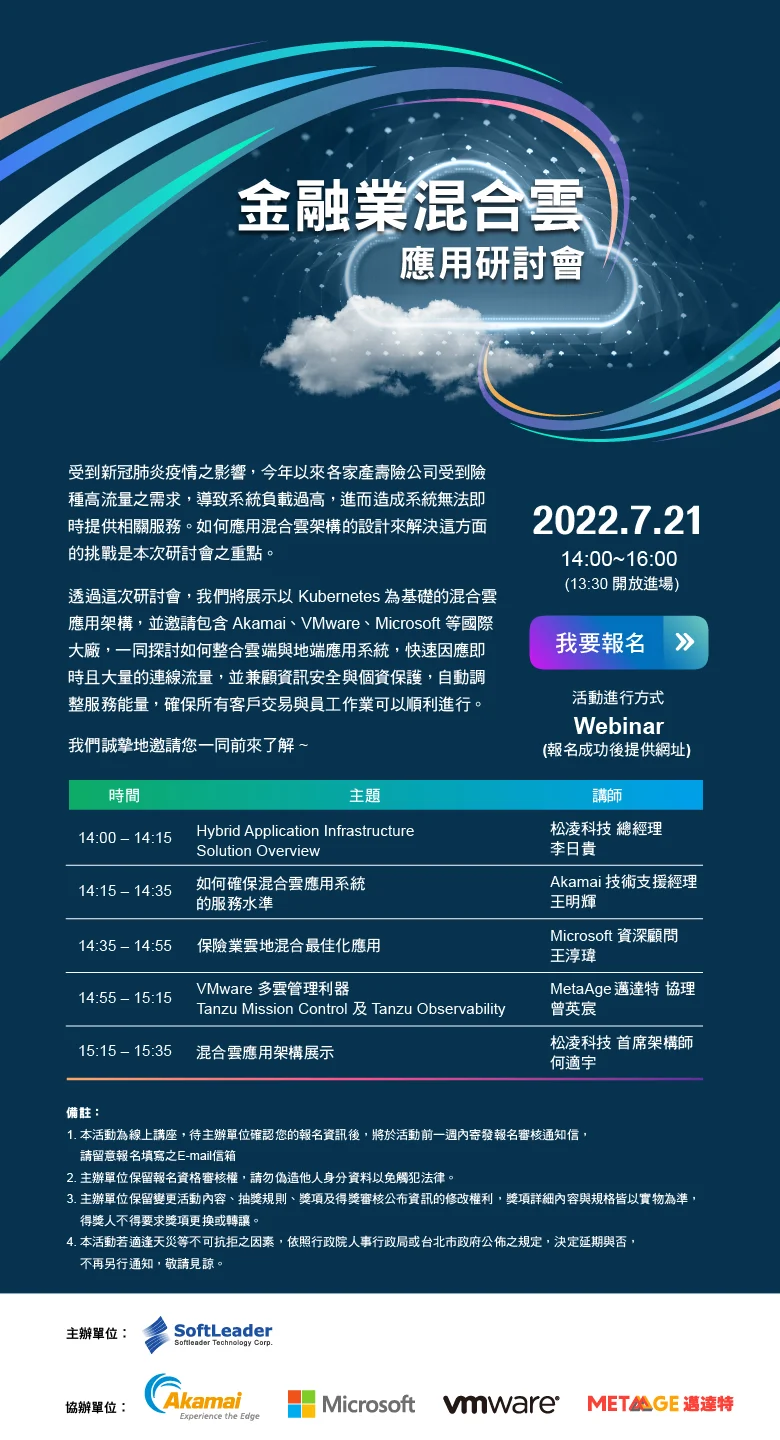 金融業混合雲
應用研討會
受到新冠肺炎疫情之影響，今年以來各家產壽險公司受到險
種高流量之需求，導致系統負載過高，進而造成系統無法即
時提供相關服務。如何應用混合雲架構的設計來解決這方面
的挑戰是本次研討會之重點。
透過這次研討會，我們將展示以 Kubernetes 為基礎的混合雲
應用架構，並邀請包含 Akamai、VMware、Microsoft 等國際
大廠，一同探討如何整合雲端與地端應用系統，快速因應即
時且大量的連線流量，並兼顧資訊安全與個資保護，自動調
整服務能量，確保所有客戶交易與員工作業可以順利進行。
我們誠摯地邀請您一同前來了解 ~
2022.7.21
14:00~16:00
(13:30 開放進場)
我要報名 »
活動進行方式
Webinar
(報名成功後提供網址)
時間 主題 講師
14:00 – 14:15 Hybrid Application Infrastructure Solution Overview 松凌科技 總經理 李日貴
14:15 – 14:35 如何確保混合雲應用系統的服務水準 Akamai 技術支援經理 王明輝
14:35 – 14:55 保險業雲地混合最佳化應用 Microsoft 資深顧問 王淳瑋
14:55 – 15:15 VMware 多雲管理利器 Tanzu Mission Control 及 Tanzu Observability MetaAge 邁達特 協理 曾英宸
15:15 – 15:35 混合雲應用架構展示 松凌科技 首席架構師 何適宇
備註：
1. 本活動為線上講座，待主辦單位確認您的報名資訊後，將於活動前一週內寄發報名審核通知信，
請留意報名填寫之E-mail信箱
2. 主辦單位保留報名資格審核權，請勿偽造他人身分資料以免觸犯法律。
3. 主辦單位保留變更活動內容、抽獎規則、獎項及得獎審核公布資訊的修改權利，獎項詳細內容與規格皆以實物為準，
得獎人不得要求獎項更換或轉讓。
4. 本活動若適逢天災等不可抗拒之因素，依照行政院人事行政局或台北市政府公佈之規定，決定延期與否，
不再另行通知，敬請見諒。
主辦單位： SoftLeader
Softleader Technology Corp.
協辦單位： Akamai Microsoft vmware® METAAGE 邁達特
Experience the Edge